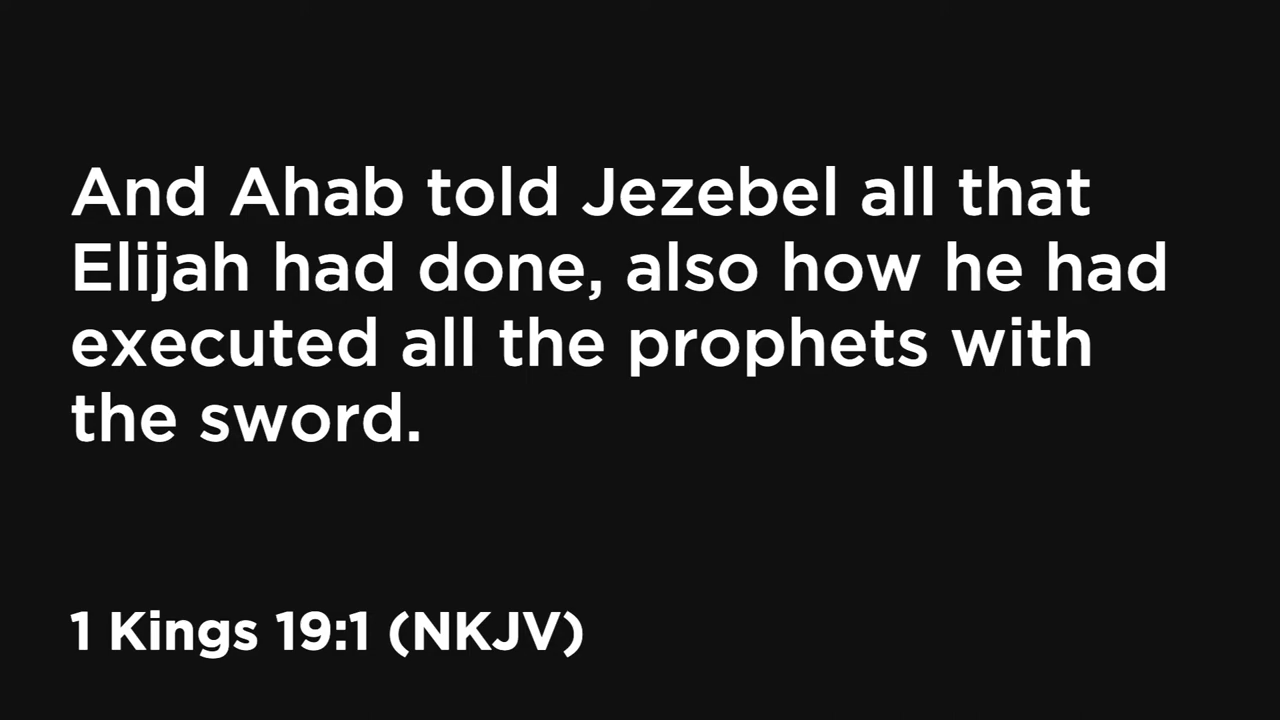 And Ahab told Jezebel all that
Elijah had done, also how he had
executed all the prophets with
the sword.
1 Kings 19:1 (NKJV)